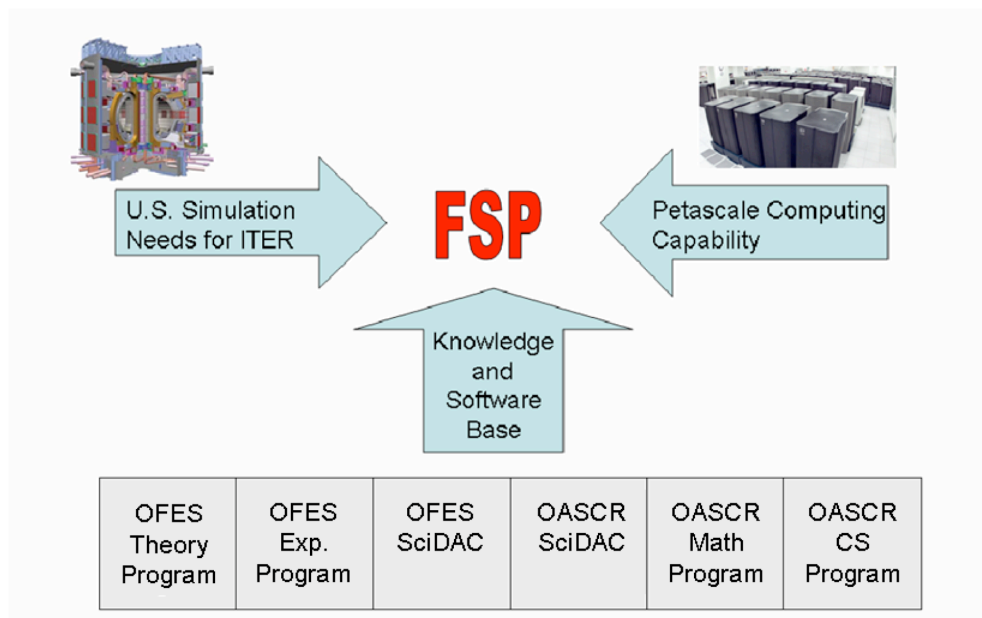 U.S. Simulation
Needs for ITER
FSP
Petascale Computing
Capability
Knowledge
and
Software
Base
OFES
Theory
Program
OFES
Exp.
Program
OFES
SciDAC
OASCR
SciDAC
OASCR
Math
Program
OASCR
CS
Program